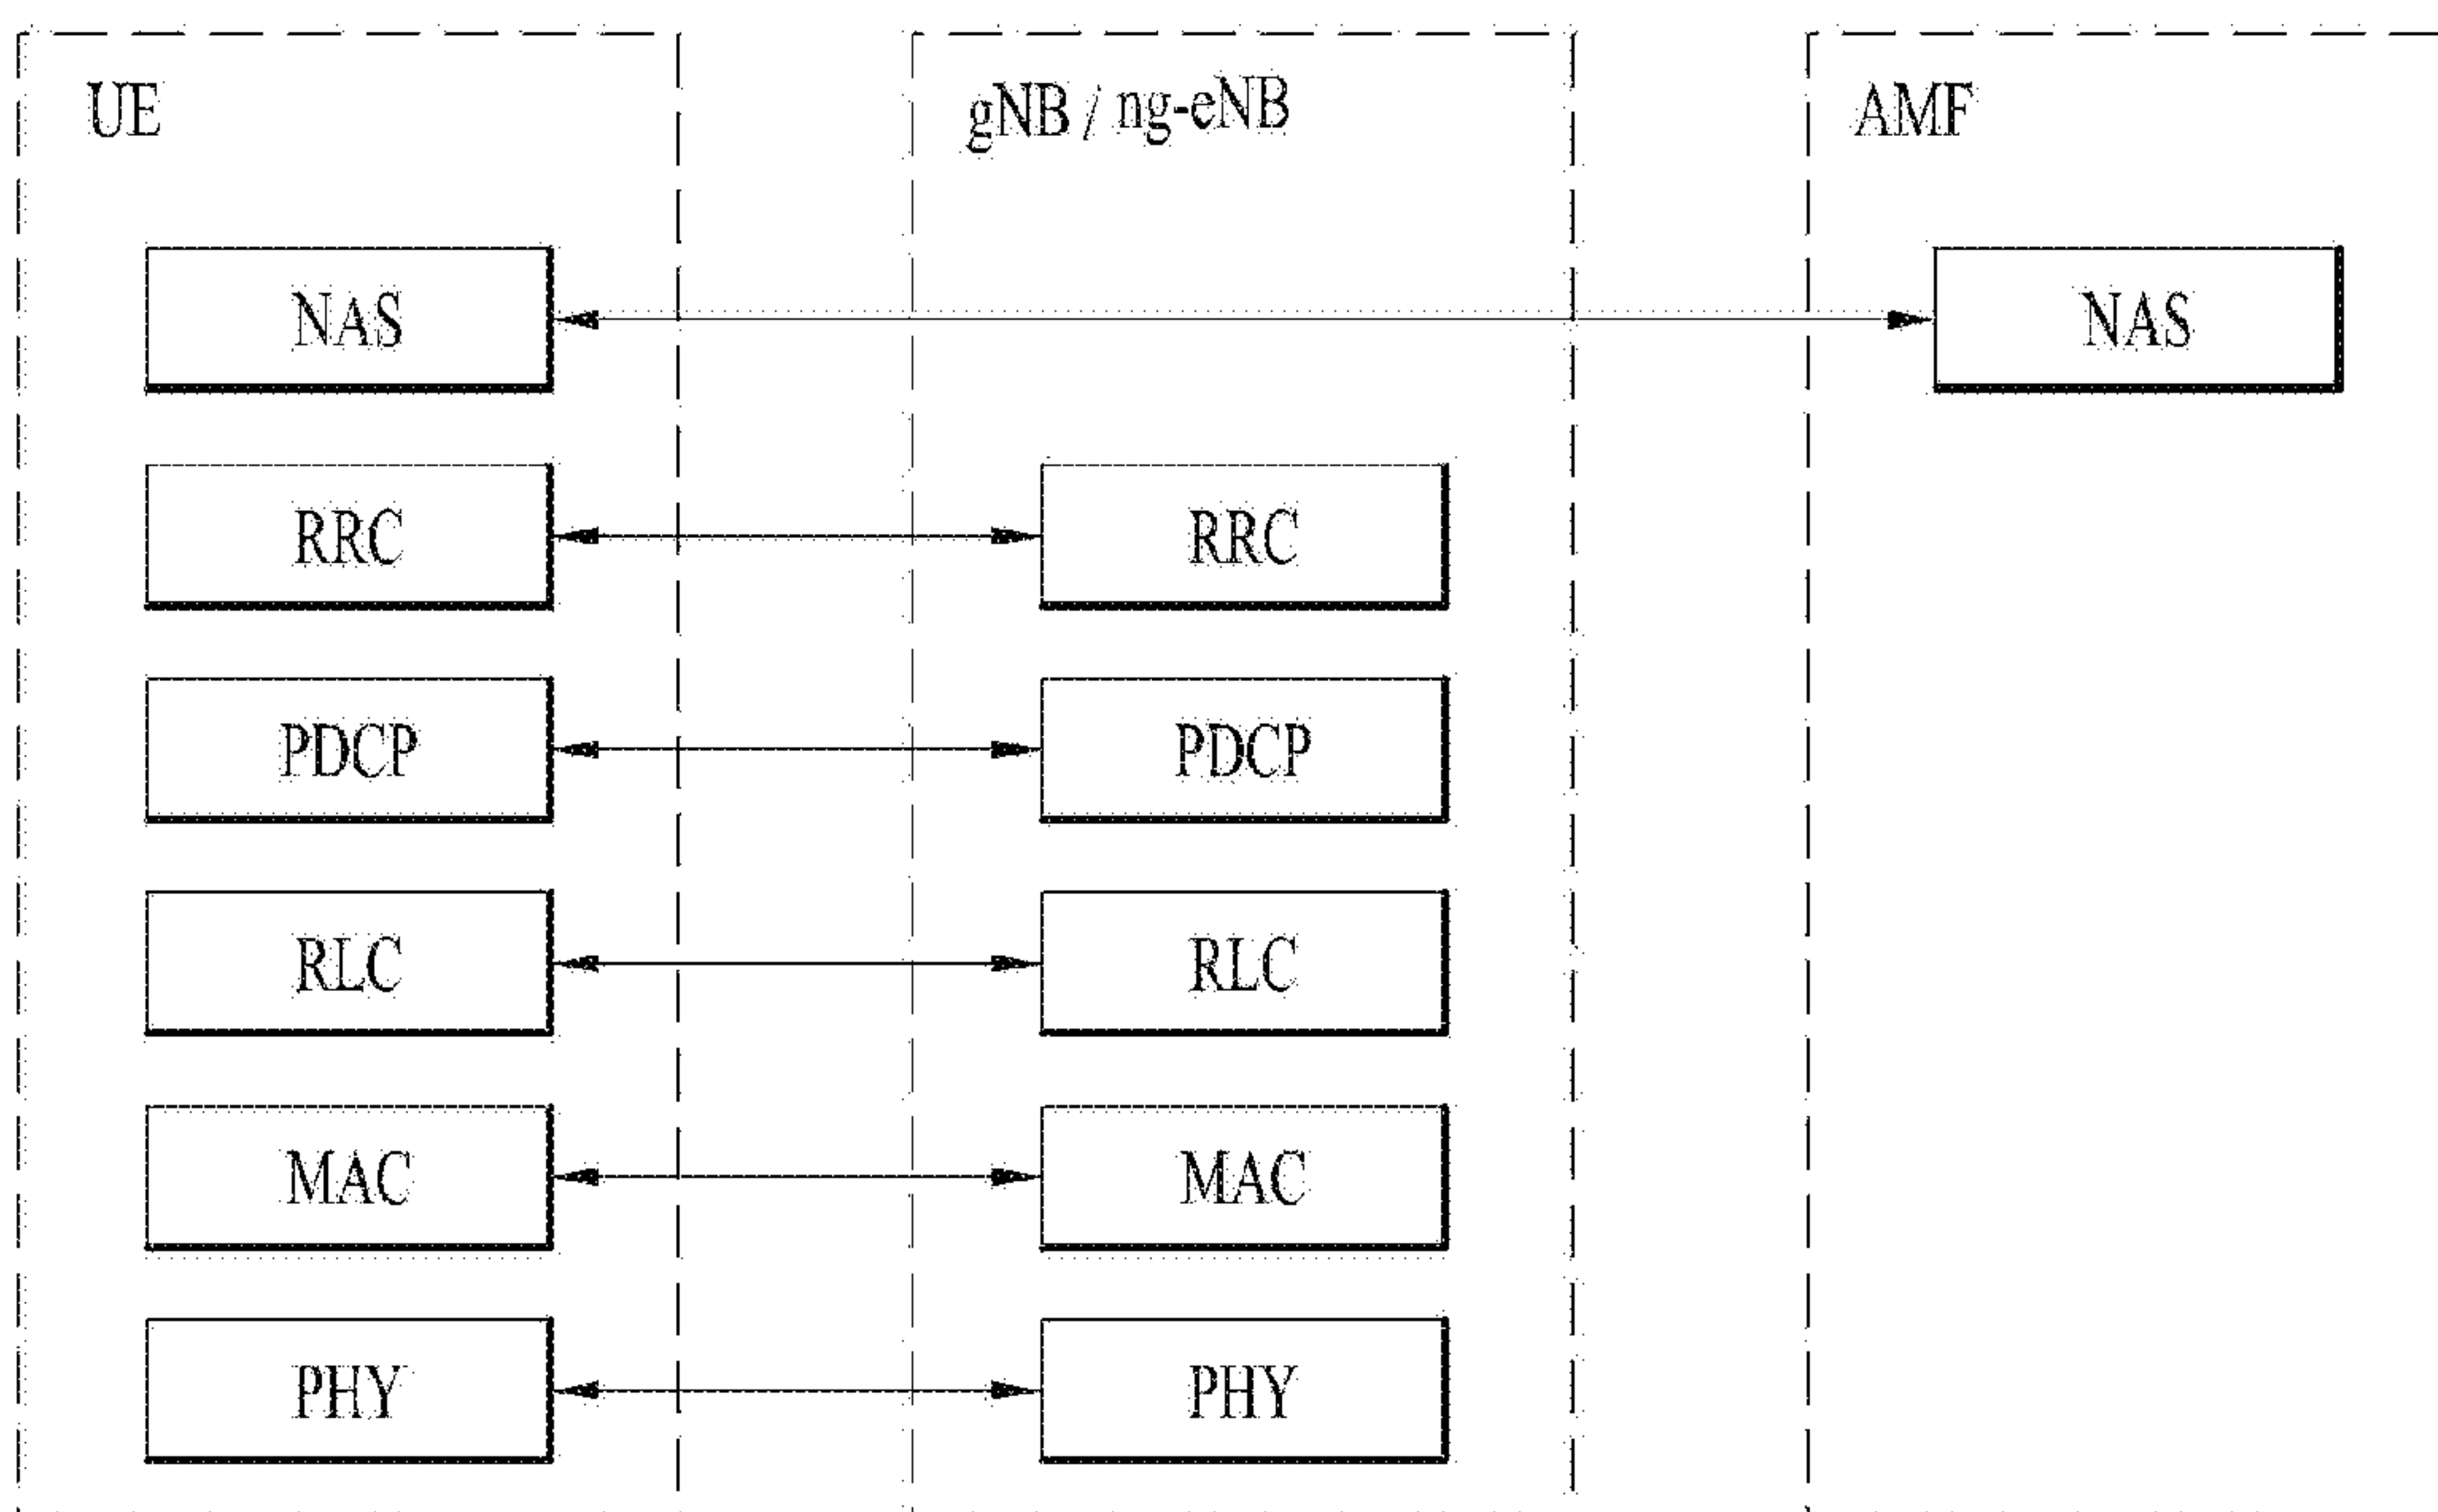 UE
gNB / ng-eNB
AMF
NAS
NAS
RRC
RRC
PDCP
PDCP
RLC
RLC
MAC
MAC
PHY
PHY